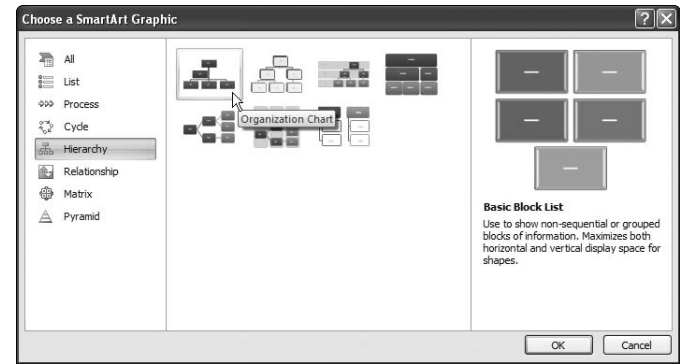 Choose a SmartArt Graphic
All
List
Process
Cycle
Hierarchy
Relationship
Matrix
Pyramid
Organization Chart
Basic Block List
Use to show non-sequential or grouped
blocks of information. Maximizes both
horizontal and vertical display space for
shapes.
OK
Cancel